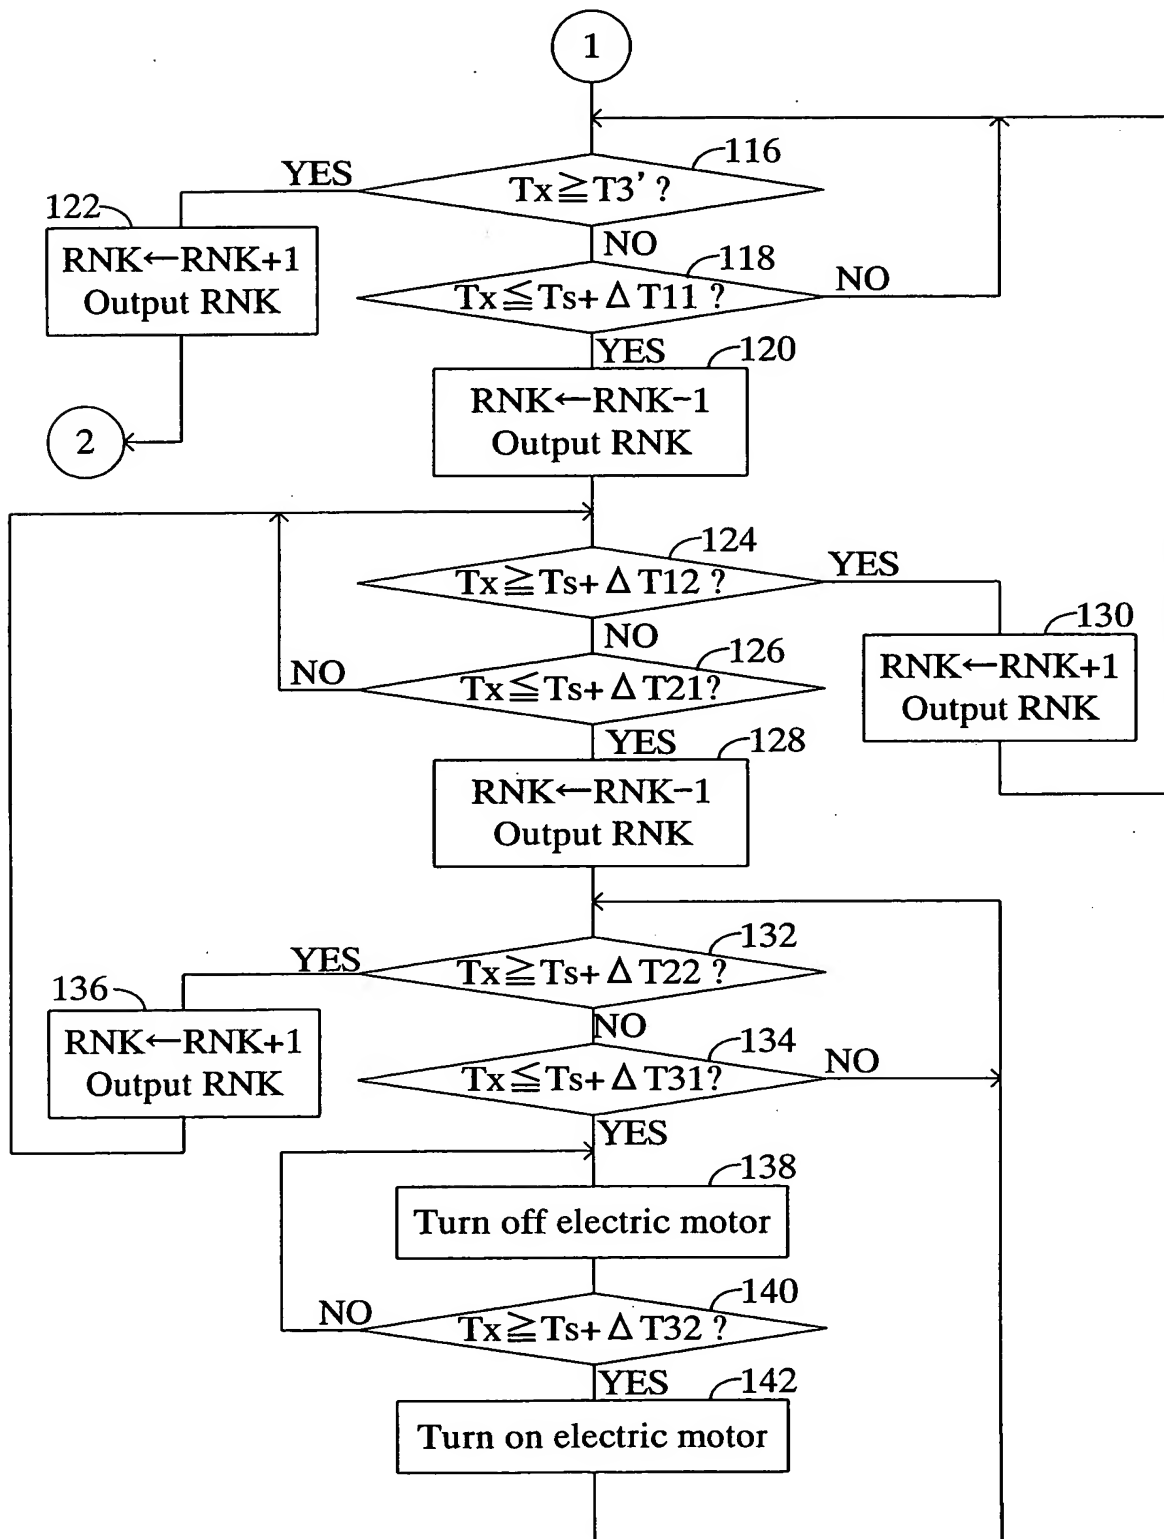 1
116
YES
Tx≧T3'?
122
RNK←RNK+1
Output RNK
NO
118
Tx≦Ts+ΔT11?
NO
YES
120
RNK←RNK-1
Output RNK
2
124
Tx≧Ts+ΔT12?
YES
NO
130
RNK←RNK+1
Output RNK
126
NO
Tx≦Ts+ΔT21?
YES
128
RNK←RNK-1
Output RNK
132
YES
Tx≧Ts+ΔT22?
136
RNK←RNK+1
Output RNK
NO
134
Tx≦Ts+ΔT31?
NO
YES
138
Turn off electric motor
140
NO
Tx≧Ts+ΔT32?
YES
142
Turn on electric motor